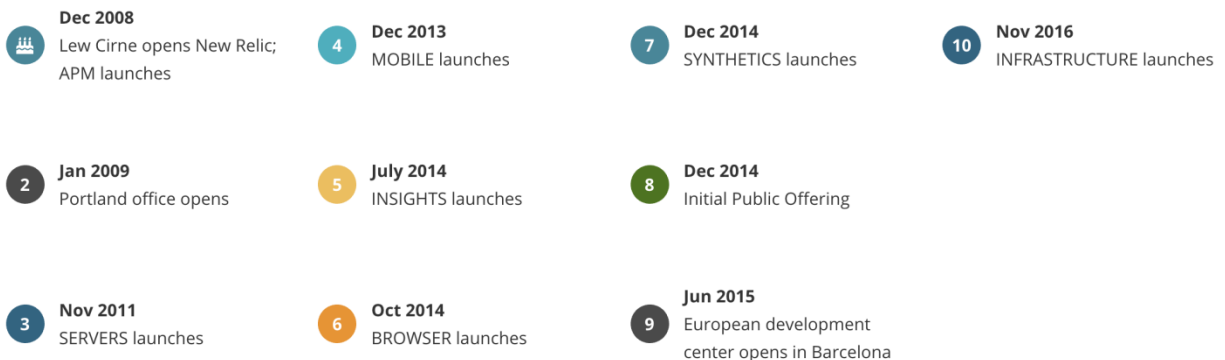 Dec 2008
Lew Cirne opens New Relic;
APM launches
2
Jan 2009
Portland office opens
3
Nov 2011
SERVERS launches
4
Dec 2013
MOBILE launches
5
July 2014
INSIGHTS launches
6
Oct 2014
BROWSER launches
7
Dec 2014
SYNTHETICS launches
8
Dec 2014
Initial Public Offering
9
Jun 2015
European development
center opens in Barcelona
10
Nov 2016
INFRASTRUCTURE launches